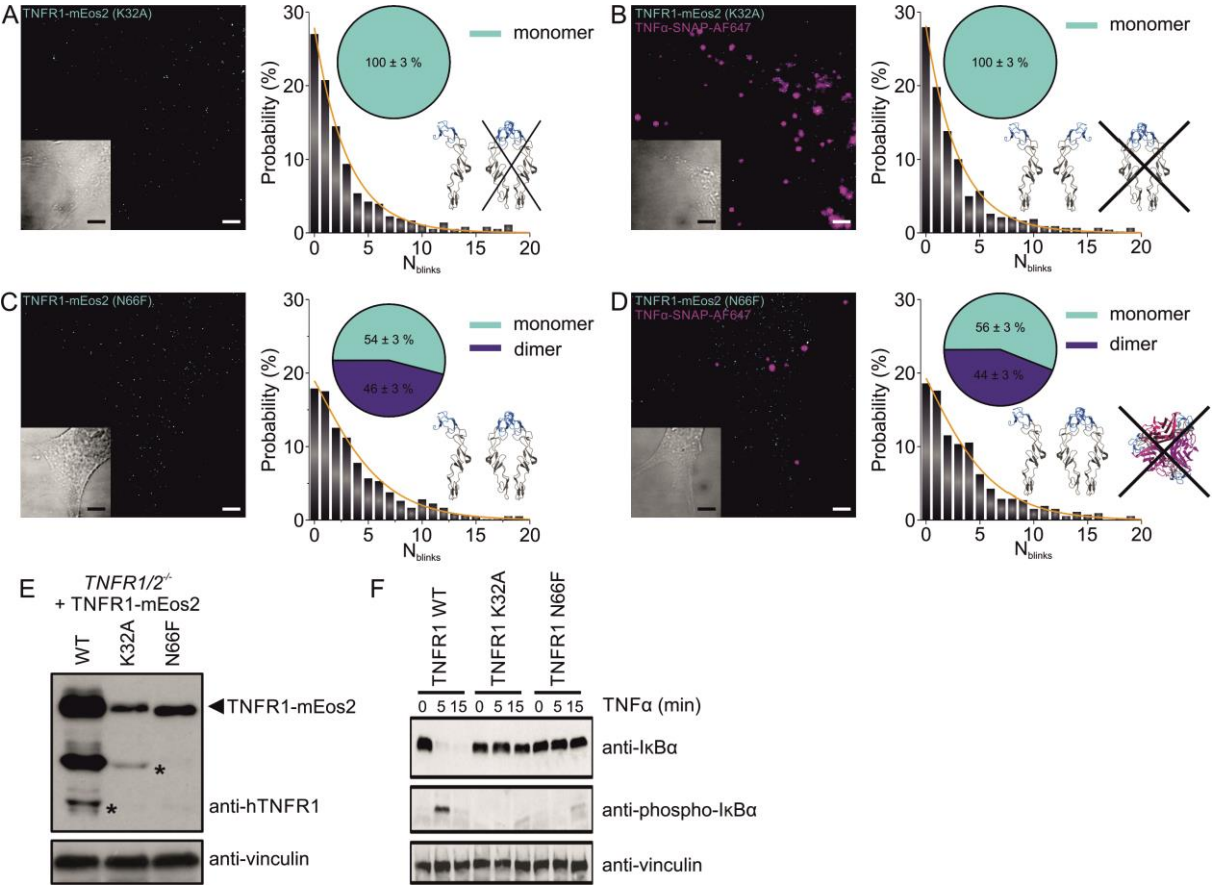 A
TNFR1-mEos2 (K32A)
30
20
10
0
Probability (%)
100 ± 3 %
monomer
0
5
10
15
20
Nblinks
B
TNFR1-mEos2 (K32A)
TNFα-SNAP-AF647
30
20
10
0
Probability (%)
100 ± 3 %
monomer
0
5
10
15
20
Nblinks
C
TNFR1-mEos2 (N66F)
30
20
10
0
Probability (%)
54 ± 3 %
46 ± 3 %
monomer
dimer
0
5
10
15
20
Nblinks
D
TNFR1-mEos2 (N66F)
TNFα-SNAP-AF647
30
20
10
0
Probability (%)
56 ± 3 %
44 ± 3 %
monomer
dimer
0
5
10
15
20
Nblinks
E
TNFR1/2-/-
+ TNFR1-mEos2
WT
K32A
N66F
TNFR1-mEos2
*
*
anti-hTNFR1
anti-vinculin
F
TNFR1 WT
TNFR1 K32A
TNFR1 N66F
0 5 15 0 5 15 0 5 15 TNFα (min)
anti-IκBα
anti-phospho-IκBα
anti-vinculin